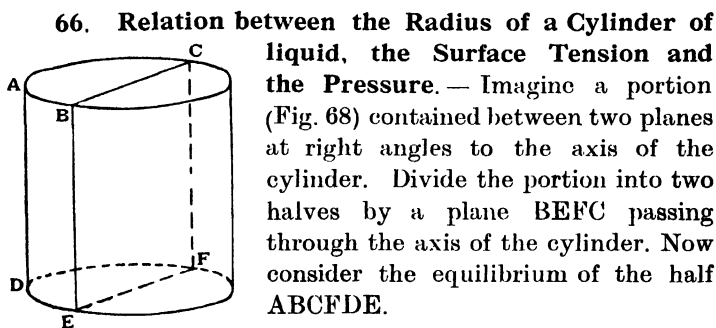 66. Relation between the Radius of a Cylinder of
liquid, the Surface Tension and
the Pressure. — Imagine a portion
(Fig. 68) contained between two planes
at right angles to the axis of the
cylinder. Divide the portion into two
halves by a plane BEFC passing
through the axis of the cylinder. Now
consider the equilibrium of the half
ABCFDE.
C
A
B
F
D
E